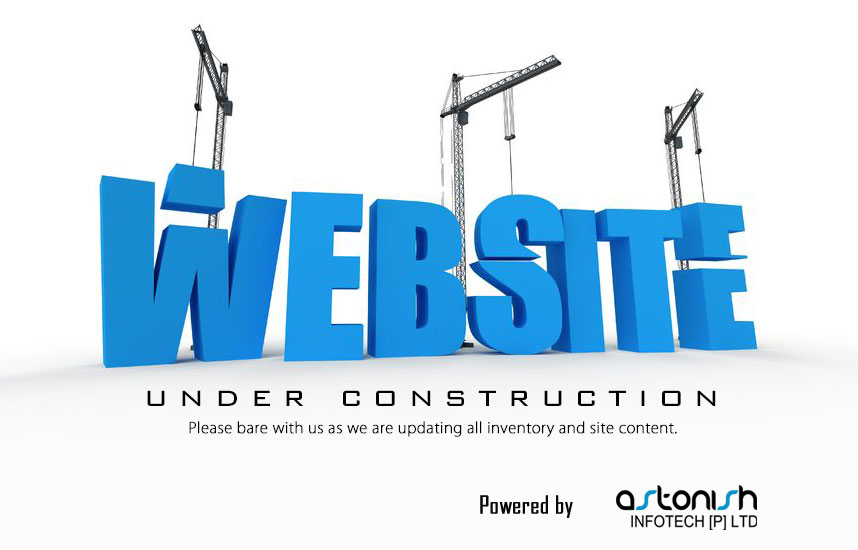 WEBSITE
UNDER CONSTRUCTION
Please bare with us as we are updating all inventory and site content.
Powered by
astonish
INFOTECH [P] LTD